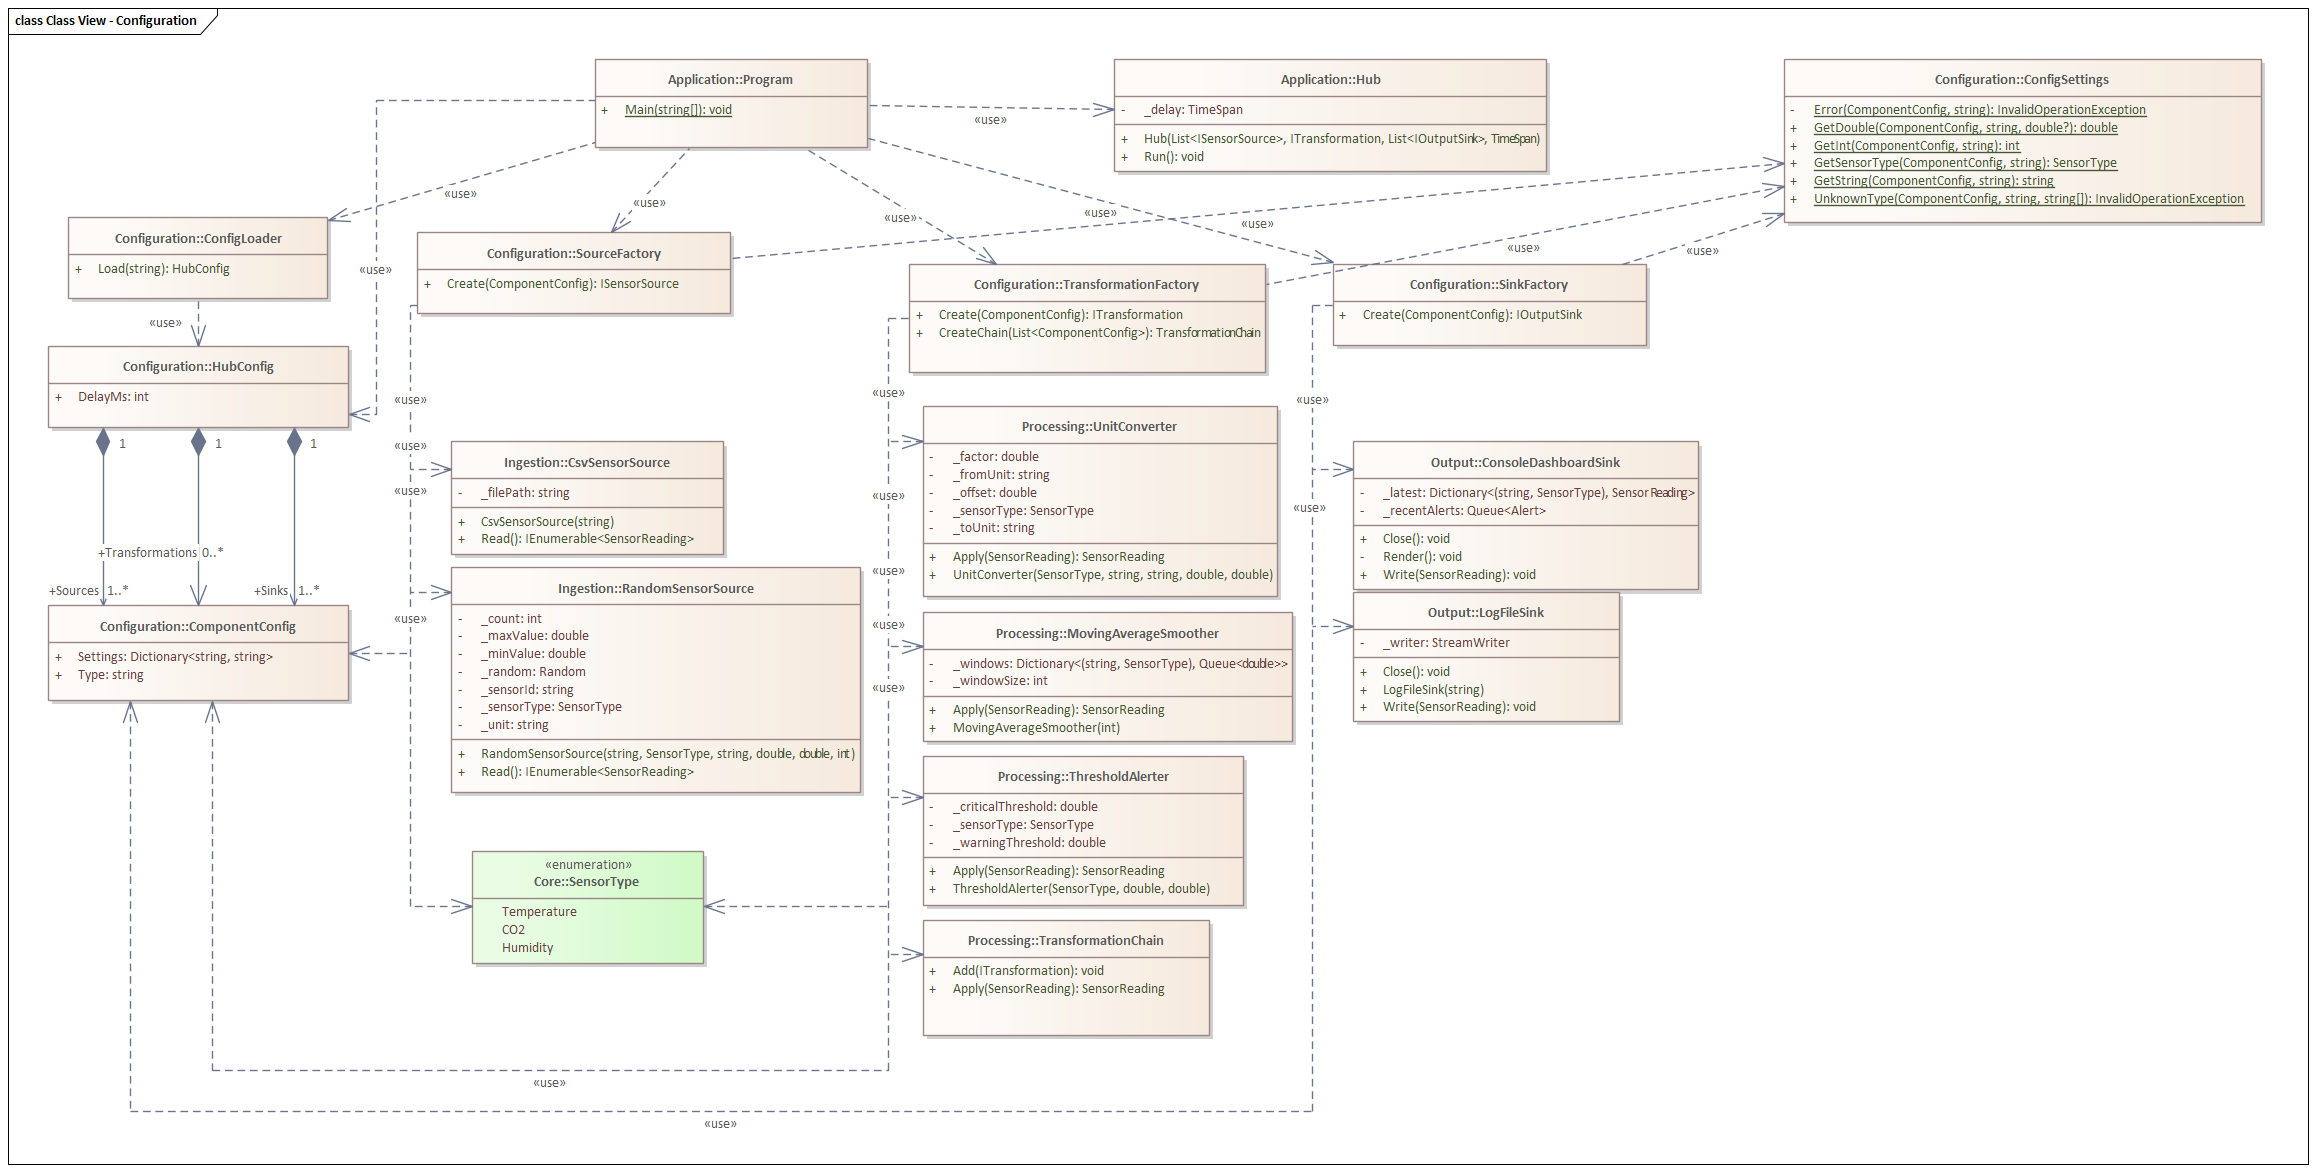 class Class View - Configuration
Application::Program
+ Main(string[]): void
Application::Hub
- _delay: TimeSpan
+ Hub(List<ISensorSource>, ITransformation, List<IOutputSink>, TimeSpan)
+ Run(): void
Configuration::ConfigSettings
- Error(ComponentConfig, string): InvalidOperationException
+ GetDouble(ComponentConfig, string, double?): double
+ GetInt(ComponentConfig, string): int
+ GetSensorType(ComponentConfig, string): SensorType
+ GetString(ComponentConfig, string): string
+ UnknownType(ComponentConfig, string, string[]): InvalidOperationException
«use»
«use»
«use»
«use»
«use»
«use»
«use»
«use»
«use»
Configuration::ConfigLoader
+ Load(string): HubConfig
Configuration::SourceFactory
+ Create(ComponentConfig): ISensorSource
Configuration::TransformationFactory
+ Create(ComponentConfig): ITransformation
+ CreateChain(List<ComponentConfig>): TransformationChain
Configuration::SinkFactory
+ Create(ComponentConfig): IOutputSink
«use»
Configuration::HubConfig
+ DelayMs: int
1
1
1
+Transformations 0..*
+Sources 1..*
+Sinks 1..*
Configuration::ComponentConfig
+ Settings: Dictionary<string, string>
+ Type: string
«use»
«use»
«use»
«use»
Ingestion::CsvSensorSource
- _filePath: string
+ CsvSensorSource(string)
+ Read(): IEnumerable<SensorReading>
Ingestion::RandomSensorSource
- _count: int
- _maxValue: double
- _minValue: double
- _random: Random
- _sensorId: string
- _sensorType: SensorType
- _unit: string
+ RandomSensorSource(string, SensorType, string, double, double, int)
+ Read(): IEnumerable<SensorReading>
«enumeration»
Core::SensorType
Temperature
CO2
Humidity
«use»
«use»
«use»
«use»
«use»
Processing::UnitConverter
- _factor: double
- _fromUnit: string
- _offset: double
- _sensorType: SensorType
- _toUnit: string
+ Apply(SensorReading): SensorReading
+ UnitConverter(SensorType, string, string, double, double)
Processing::MovingAverageSmoother
- _windows: Dictionary<(string, SensorType), Queue<double>>
- _windowSize: int
+ Apply(SensorReading): SensorReading
+ MovingAverageSmoother(int)
Processing::ThresholdAlerter
- _criticalThreshold: double
- _sensorType: SensorType
- _warningThreshold: double
+ Apply(SensorReading): SensorReading
+ ThresholdAlerter(SensorType, double, double)
Processing::TransformationChain
+ Add(ITransformation): void
+ Apply(SensorReading): SensorReading
«use»
«use»
Output::ConsoleDashboardSink
- _latest: Dictionary<(string, SensorType), SensorReading>
- _recentAlerts: Queue<Alert>
+ Close(): void
- Render(): void
+ Write(SensorReading): void
Output::LogFileSink
- _writer: StreamWriter
+ Close(): void
+ LogFileSink(string)
+ Write(SensorReading): void
«use»
«use»